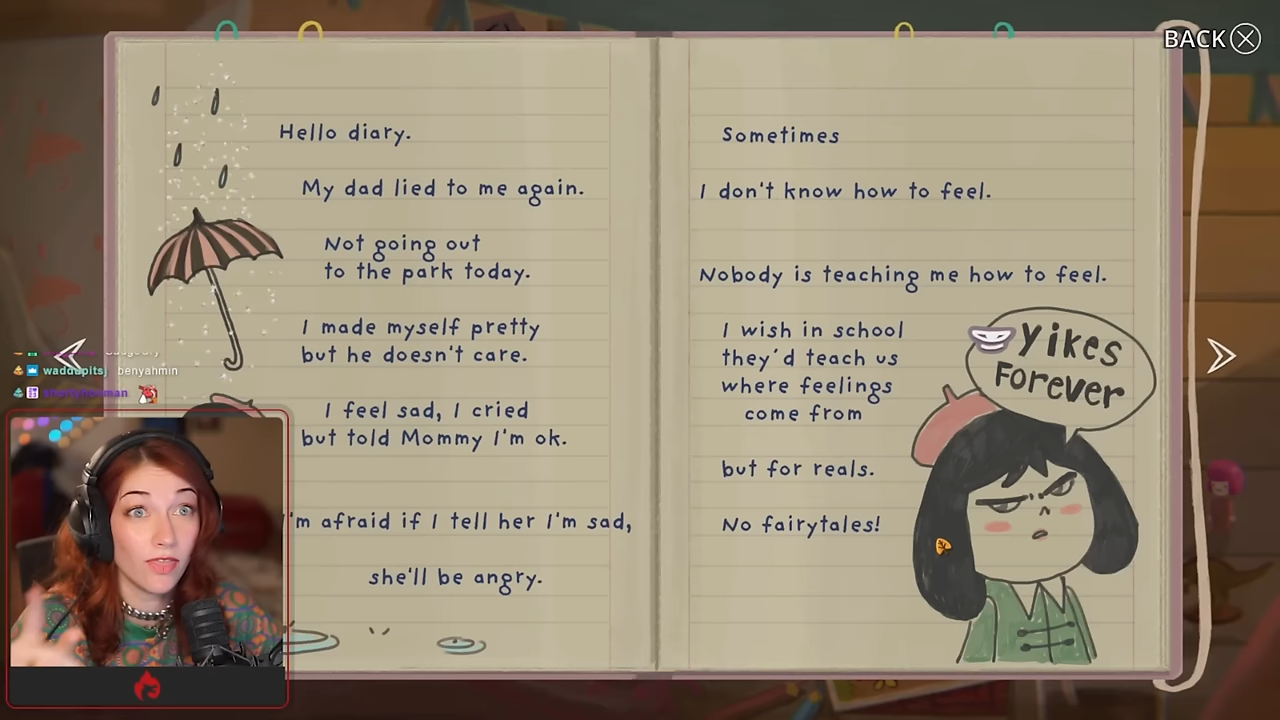 BACK
Hello diary.
My dad lied to me again.
Not going out
to the park today.
I made myself pretty
but he doesn't care.
I feel sad, I cried
but told Mommy I'm ok.
I'm afraid if I tell her I'm sad,
she'll be angry.
Sometimes
I don't know how to feel.
Nobody is teaching me how to feel.
I wish in school
they'd teach us
where feelings
come from
but for reals.
No fairytales!
Yikes
Forever
waddupitsj benyahmin